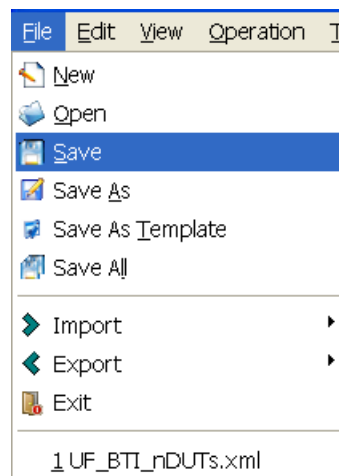 File Edit View Operation
New
Open
Save
Save As
Save As Template
Save All
Import
Export
Exit
1 UF_BTI_nDUTs.xml